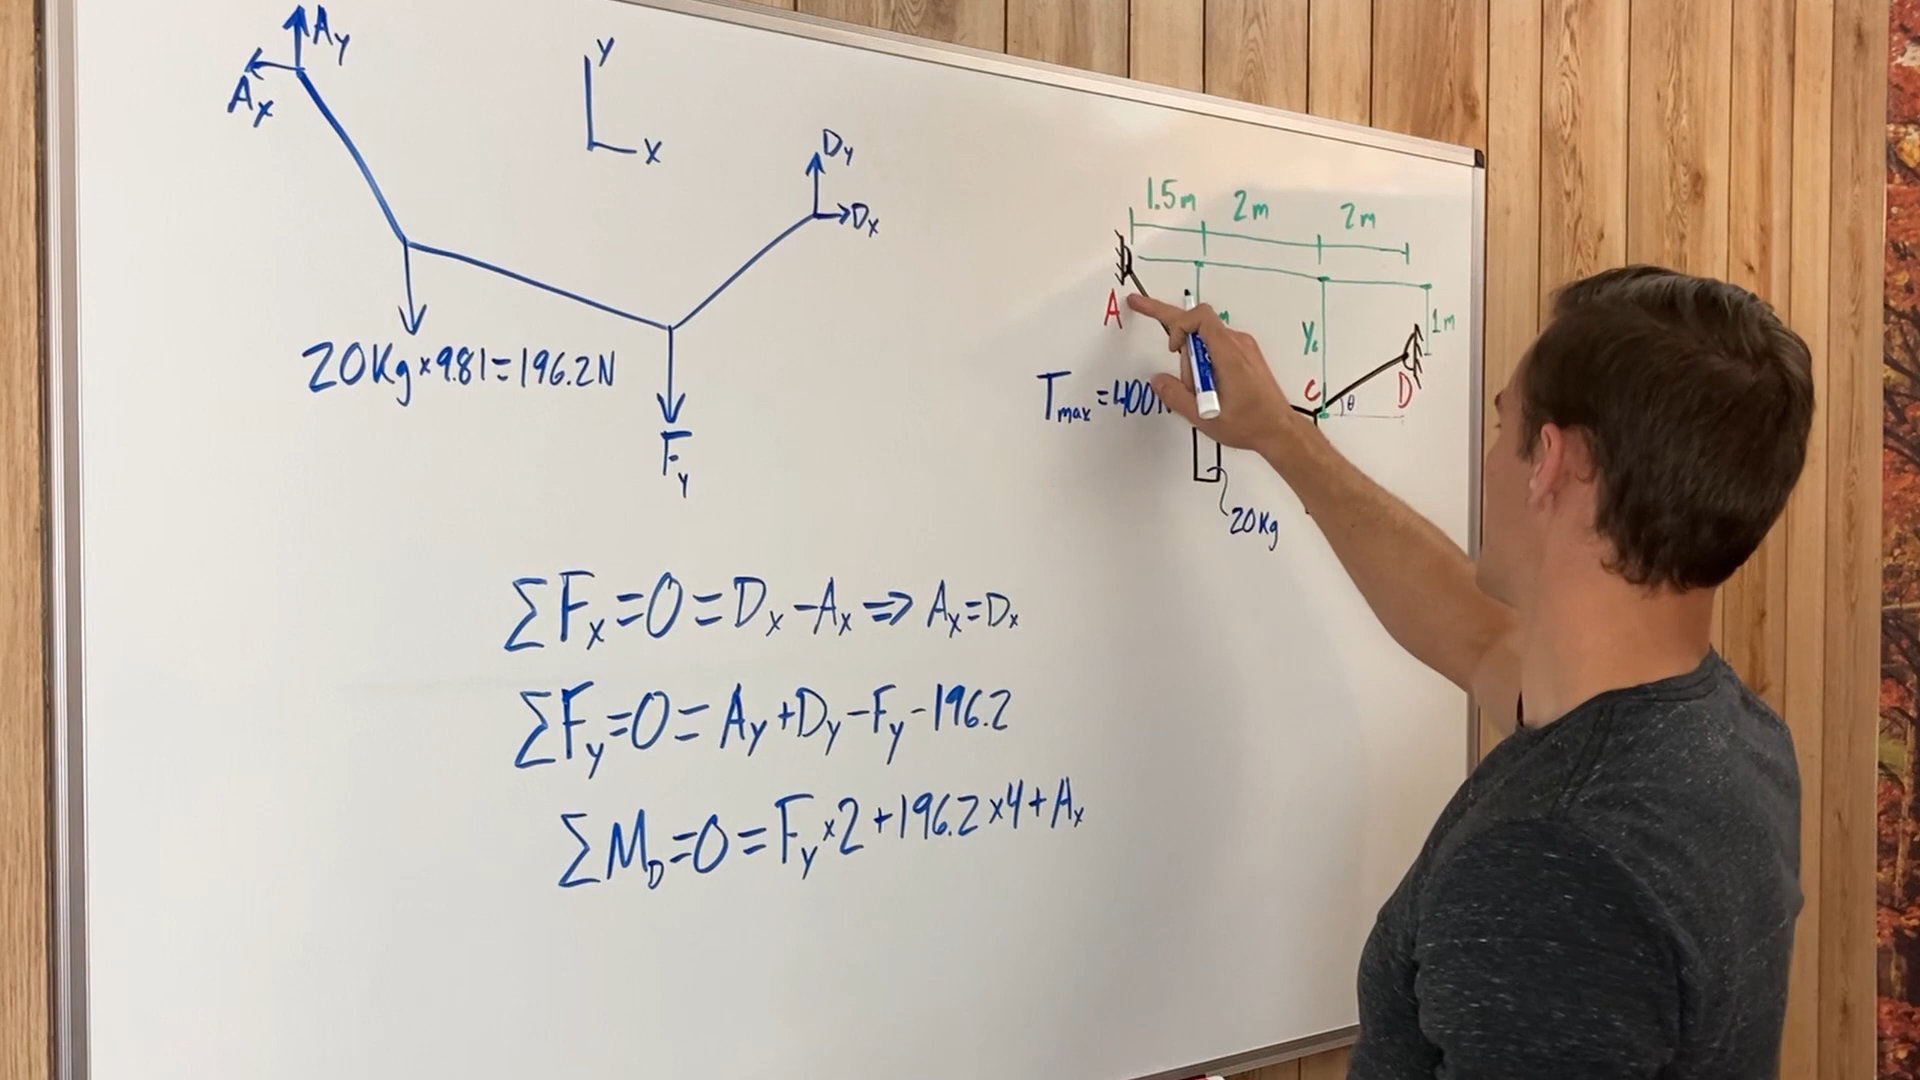 Ay
Ax
Y
X
Dy
Dx
20Kg×9.81=196.2N
Fy
1.5m 2m 2m
A
m
Yc
1m
Tmax=400
C
θ
D
20Kg
ΣFx=0=Dx-Ax⇒Ax=Dx
ΣFy=0=Ay+Dy-Fy-196.2
ΣMD=0=Fy×2+196.2×4+Ax